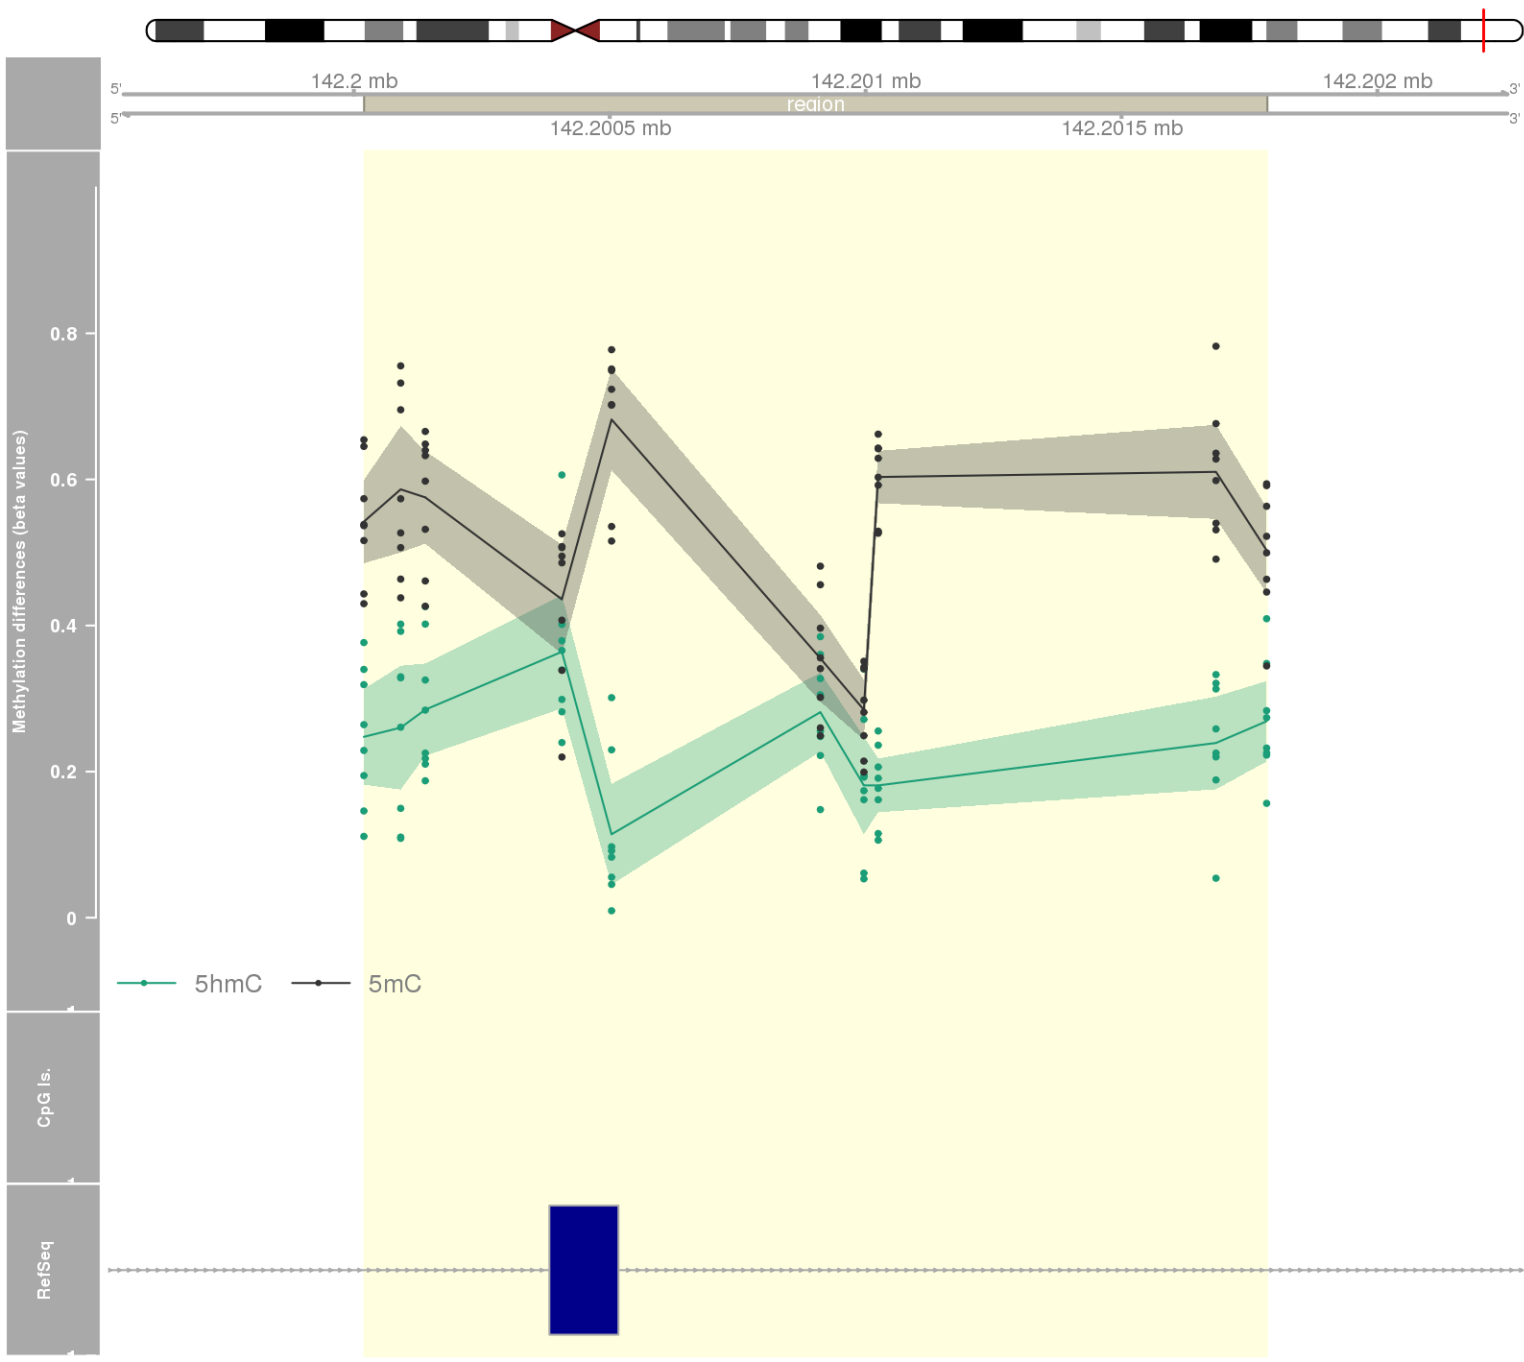 142.2 mb 142.201 mb 142.202 mb
5' 3'
region
5' 3'
142.2005 mb 142.2015 mb
Methylation differences (beta values)
0.8
0.6
0.4
0.2
0
5hmC 5mC
CpG Is.
RefSeq